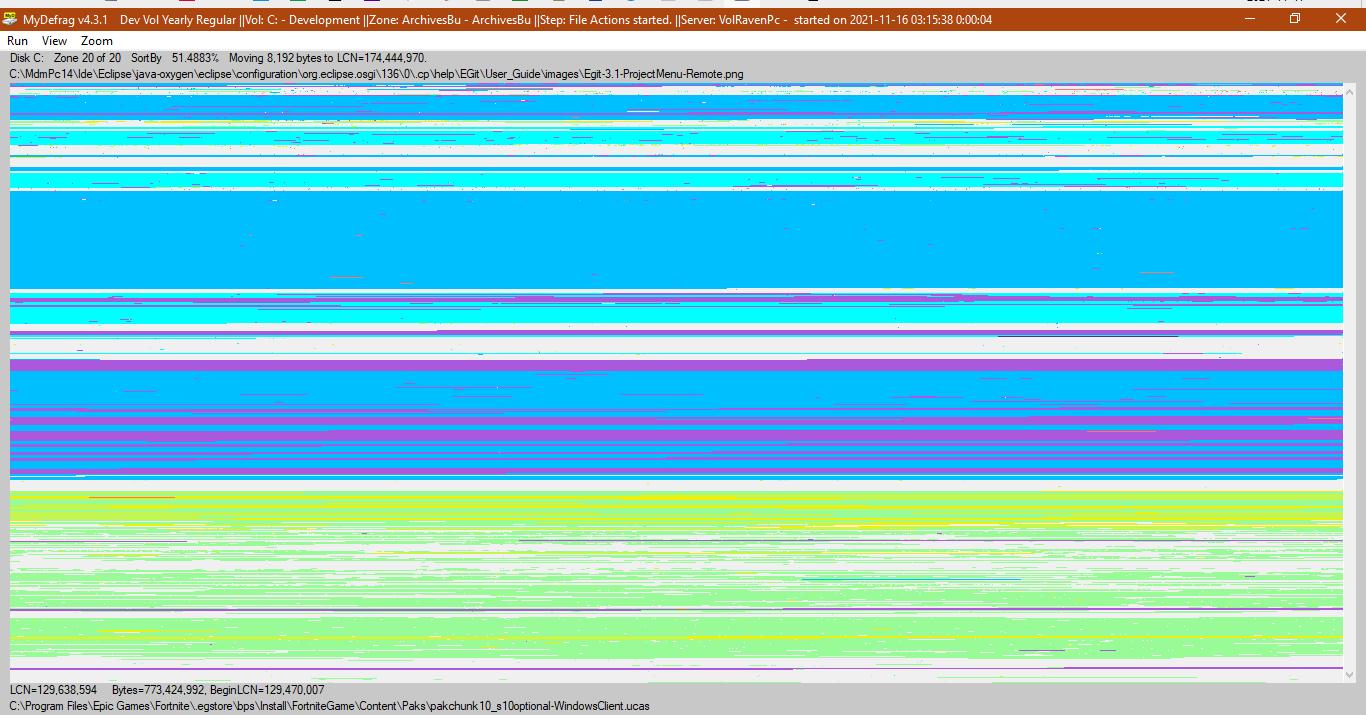 MyDefrag v4.3.1 Dev Vol Yearly Regular ||Vol: C: - Development ||Zone: ArchivesBu - ArchivesBu ||Step: File Actions started. ||Server: VolRavenPc - started on 2021-11-16 03:15:38 0:00:04
Run View Zoom
Disk C: Zone 20 of 20 SortBy 51.4883% Moving 8,192 bytes to LCN=174,444,970.
C:\MdmPc14\Ide\Eclipse\java-oxygen\eclipse\configuration\org.eclipse.osgi\136\0\.cp\help\EGit\User_Guide\images\Egit-3.1-ProjectMenu-Remote.png
LCN=129,638,594 Bytes=773,424,992, BeginLCN=129,470,007
C:\Program Files\Epic Games\Fortnite\.egstore\bps\Install\FortniteGame\Content\Paks\pakchunk10_s10optional-WindowsClient.ucas